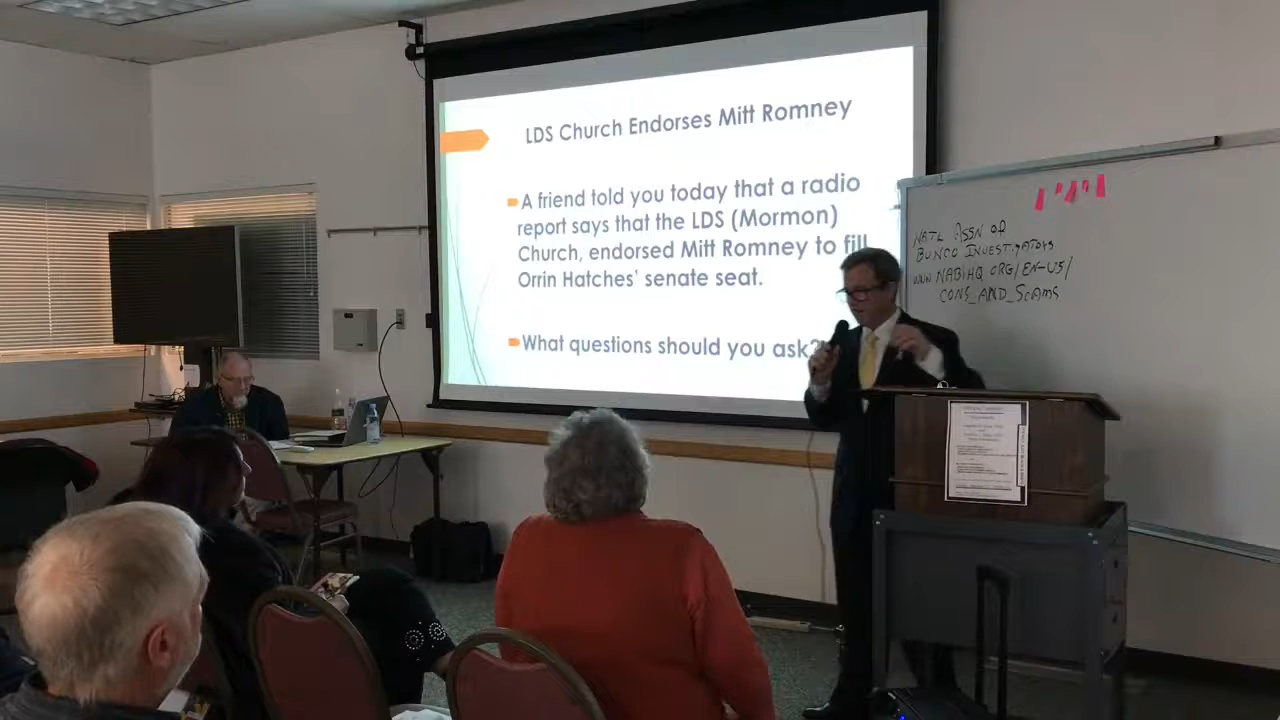 LDS Church Endorses Mitt Romney
A friend told you today that a radio
report says that the LDS (Mormon)
Church, endorsed Mitt Romney to fill
Orrin Hatches' senate seat.
What questions should you ask?
NATL ASSN OF
BUNCO INVESTIGATORS
WWW NABIHQ ORG/EN-US/
CONS_AND_SCAMS